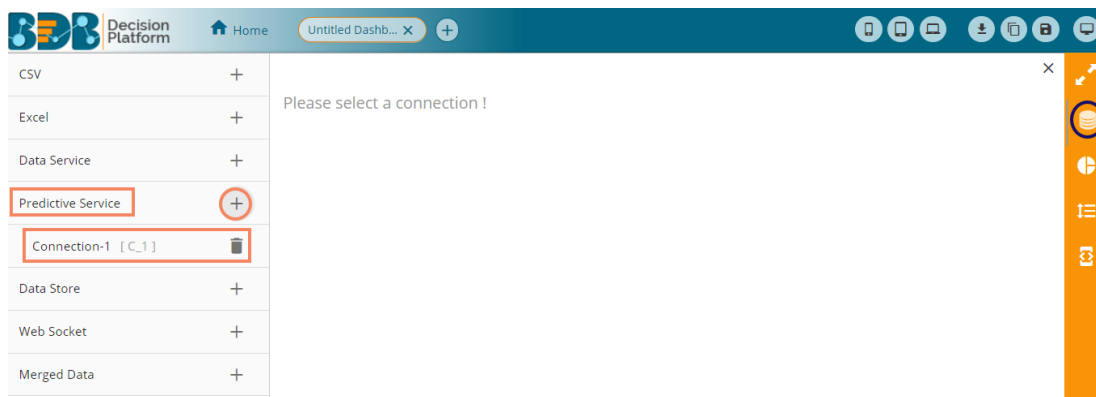 BDB Decision Platform
Home
Untitled Dashb...
CSV
Please select a connection !
Excel
Data Service
Predictive Service
Connection-1 [ C_1 ]
Data Store
Web Socket
Merged Data